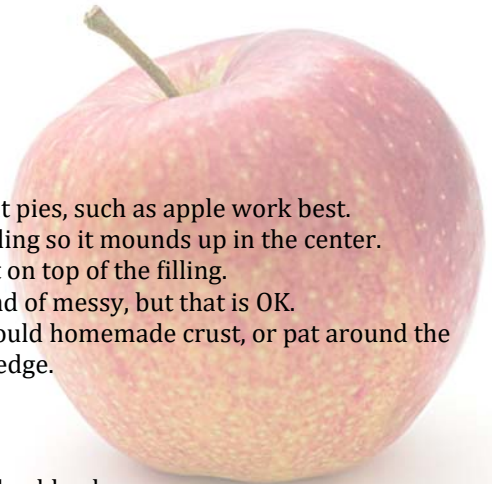 t pies, such as apple work best.
ling so it mounds up in the center.
t on top of the filling.
nd of messy, but that is OK.
ould homemade crust, or pat around the
edge.